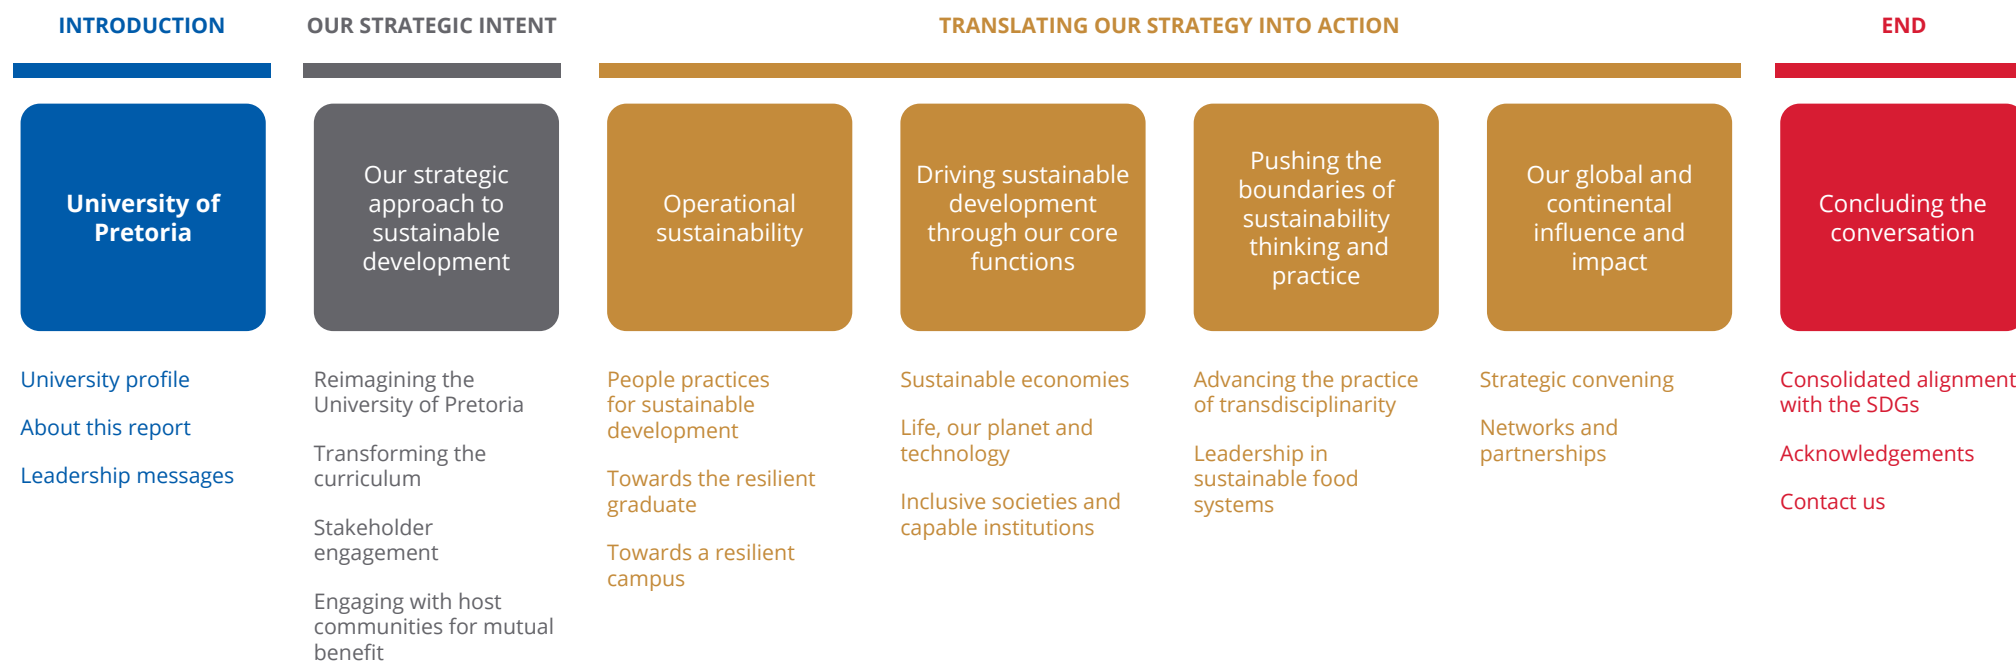 INTRODUCTION
OUR STRATEGIC INTENT
TRANSLATING OUR STRATEGY INTO ACTION
END
University of
Pretoria
Our strategic
approach to
sustainable
development
Operational
sustainability
Driving sustainable
development
through our core
functions
Pushing the
boundaries of
sustainability
thinking and
practice
Our global and
continental
influence and
impact
Concluding the
conversation
University profile
About this report
Leadership messages
Reimagining the
University of Pretoria
Transforming the
curriculum
Stakeholder
engagement
Engaging with host
communities for mutual
benefit
People practices
for sustainable
development
Towards the resilient
graduate
Towards a resilient
campus
Sustainable economies
Life, our planet and
technology
Inclusive societies and
capable institutions
Advancing the practice
of transdisciplinarity
Leadership in
sustainable food
systems
Strategic convening
Networks and
partnerships
Consolidated alignment
with the SDGs
Acknowledgements
Contact us